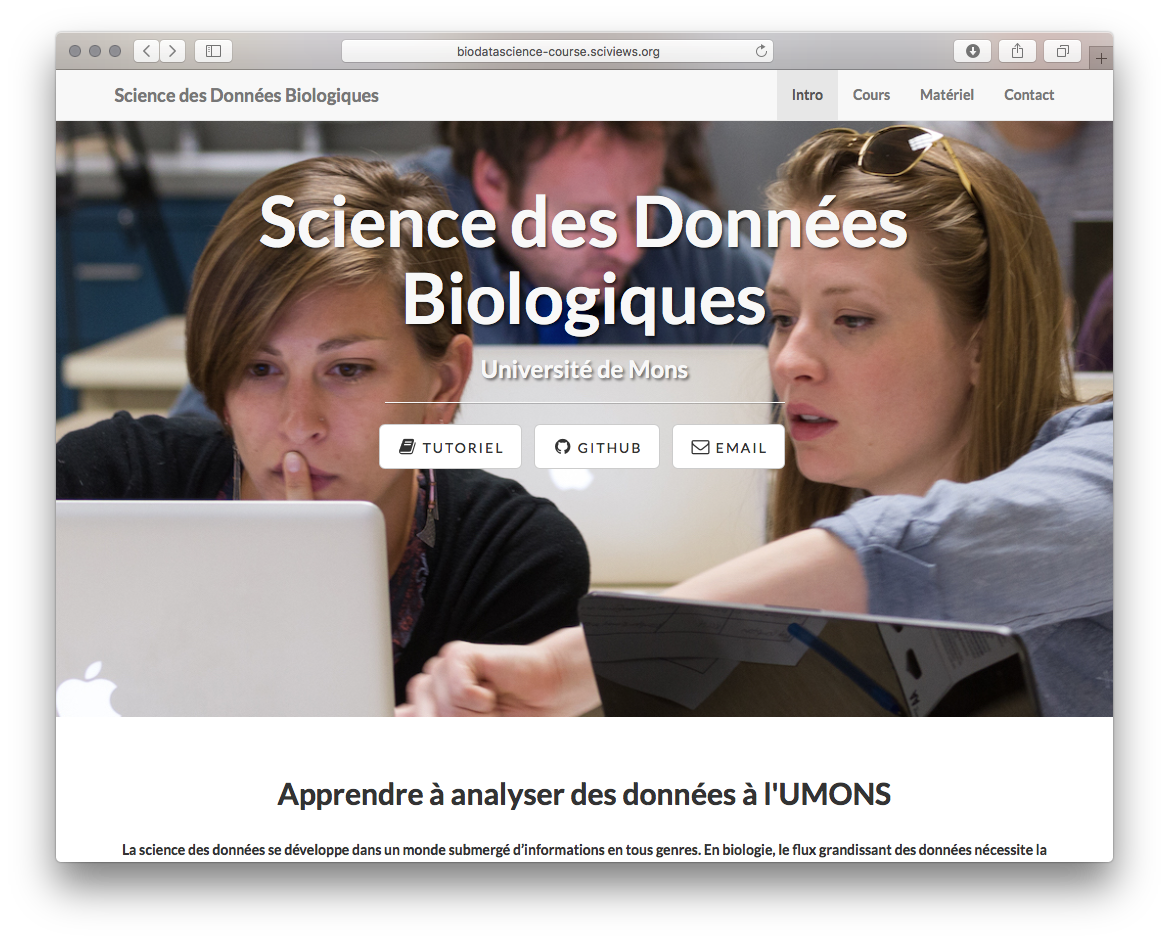 biodatascience-course.sciviews.org
Science des Données Biologiques
Intro
Cours
Matériel
Contact
Science des Données
Biologiques
Université de Mons
TUTORIEL
GITHUB
EMAIL
Apprendre à analyser des données à l'UMONS
La science des données se développe dans un monde submergé d’informations en tous genres. En biologie, le flux grandissant des données nécessite la